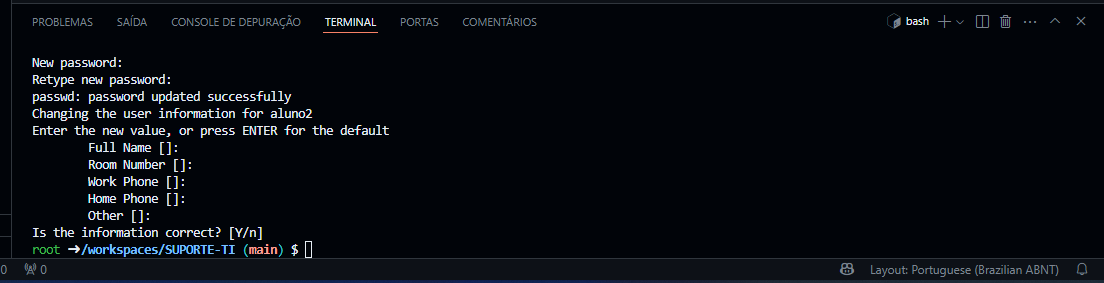 PROBLEMAS SAÍDA CONSOLE DE DEPURAÇÃO TERMINAL PORTAS COMENTÁRIOS bash
New password:
Retype new password:
passwd: password updated successfully
Changing the user information for aluno2
Enter the new value, or press ENTER for the default
Full Name []:
Room Number []:
Work Phone []:
Home Phone []:
Other []:
Is the information correct? [Y/n]
root ➜/workspaces/SUPORTE-TI (main) $
0 0 Layout: Portuguese (Brazilian ABNT)